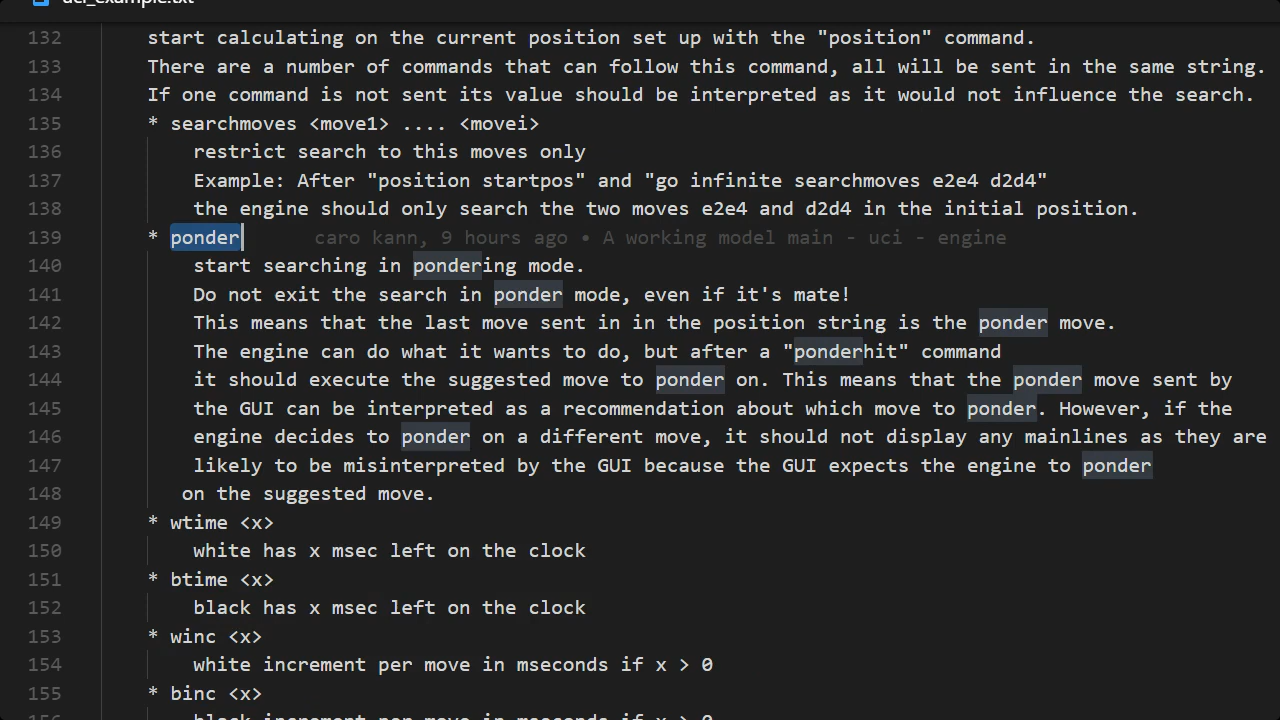 uci_example.txt
132 start calculating on the current position set up with the "position" command.
133 There are a number of commands that can follow this command, all will be sent in the same string.
134 If one command is not sent its value should be interpreted as it would not influence the search.
135 * searchmoves <move1> .... <movei>
136 restrict search to this moves only
137 Example: After "position startpos" and "go infinite searchmoves e2e4 d2d4"
138 the engine should only search the two moves e2e4 and d2d4 in the initial position.
139 * ponder caro kann, 9 hours ago • A working model main - uci - engine
140 start searching in pondering mode.
141 Do not exit the search in ponder mode, even if it's mate!
142 This means that the last move sent in in the position string is the ponder move.
143 The engine can do what it wants to do, but after a "ponderhit" command
144 it should execute the suggested move to ponder on. This means that the ponder move sent by
145 the GUI can be interpreted as a recommendation about which move to ponder. However, if the
146 engine decides to ponder on a different move, it should not display any mainlines as they are
147 likely to be misinterpreted by the GUI because the GUI expects the engine to ponder
148 on the suggested move.
149 * wtime <x>
150 white has x msec left on the clock
151 * btime <x>
152 black has x msec left on the clock
153 * winc <x>
154 white increment per move in mseconds if x > 0
155 * binc <x>
156 black increment per move in mseconds if x > 0